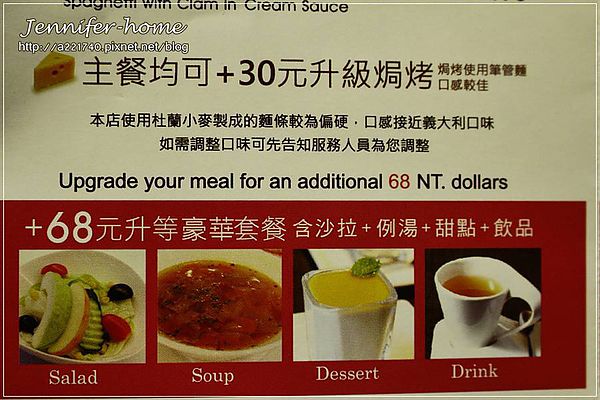 Spaghetti with Clam in Cream Sauce
Jennifer-home
http://a221740.pixnet.net/blog
主餐均可+30元升級焗烤 焗烤使用筆管麵
口感較佳
本店使用杜蘭小麥製成的麵條較為偏硬，口感接近義大利口味
如需調整口味可先告知服務人員為您調整
Upgrade your meal for an additional 68 NT. dollars
+68元升等豪華套餐 含沙拉+例湯+甜點+飲品
Salad Soup Dessert Drink